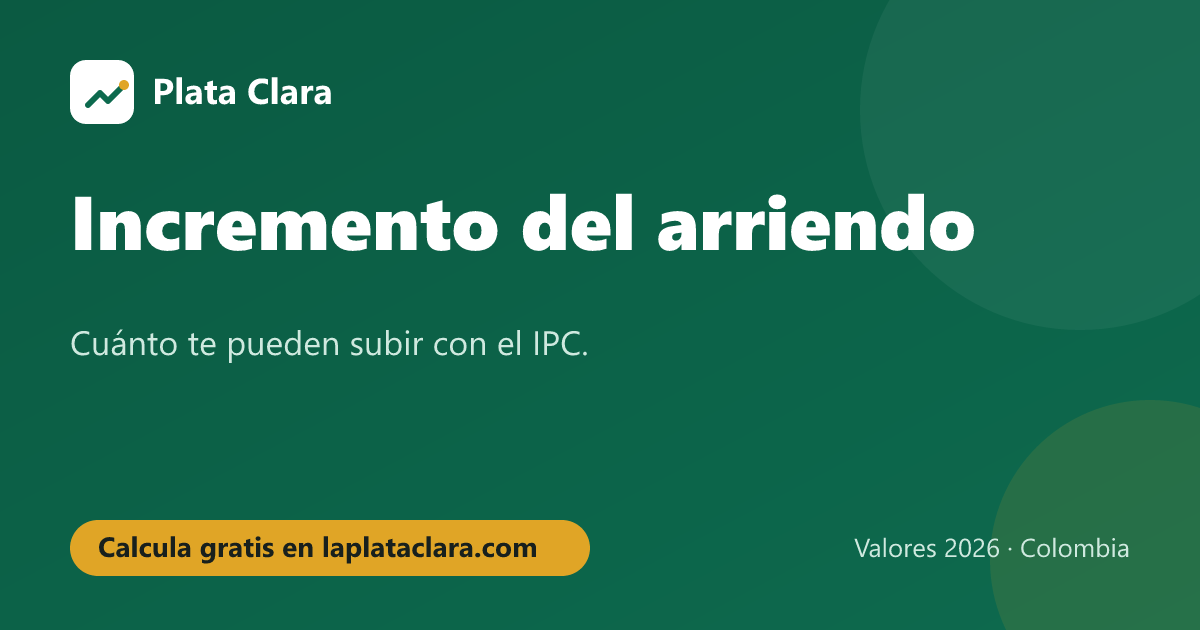 Plata Clara
Incremento del arriendo
Cuánto te pueden subir con el IPC.
Calcula gratis en laplataclara.com
Valores 2026 · Colombia